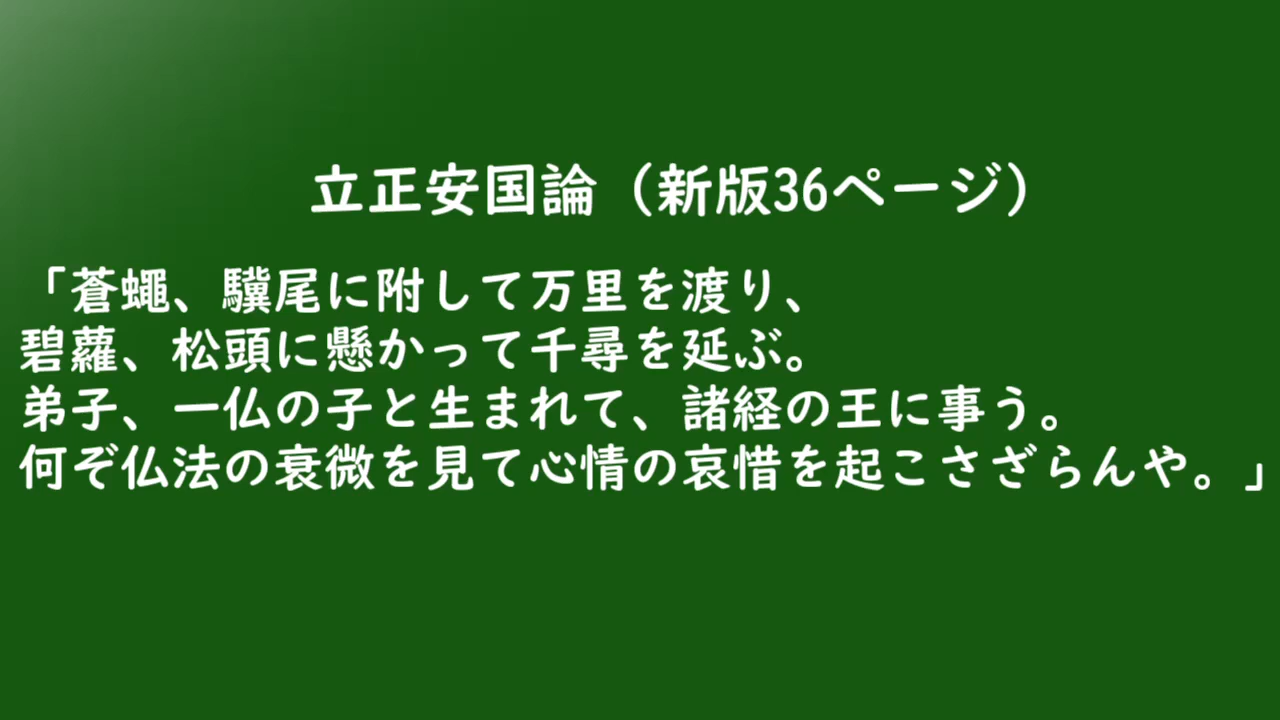 立正安国論（新版36ページ）
「蒼蠅、驥尾に附して万里を渡り、
碧蘿、松頭に懸かって千尋を延ぶ。
弟子、一仏の子と生まれて、諸経の王に事う。
何ぞ仏法の衰微を見て心情の哀惜を起こさざらんや。」